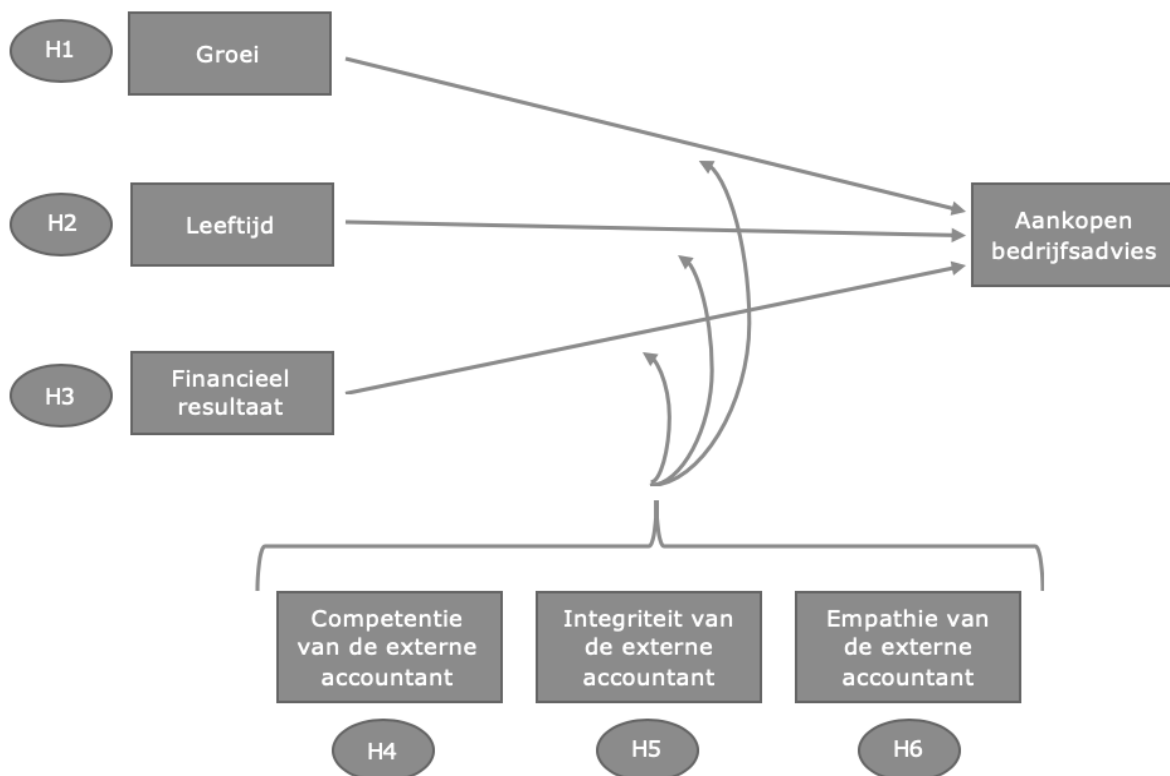 H1
Groei
H2
Leeftijd
Aankopen
bedrijfsadvies
H3
Financieel
resultaat
Competentie
van de externe
accountant
Integriteit van
de externe
accountant
Empathie van
de externe
accountant
H4
H5
H6